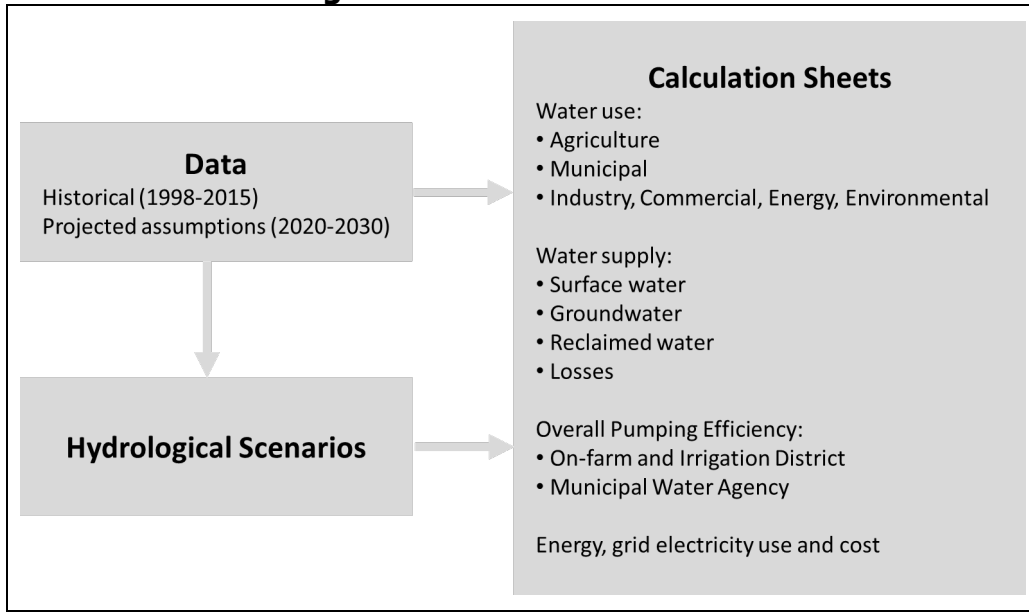 Data
Historical (1998-2015)
Projected assumptions (2020-2030)
Hydrological Scenarios
Calculation Sheets
Water use:
• Agriculture
• Municipal
• Industry, Commercial, Energy, Environmental
Water supply:
• Surface water
• Groundwater
• Reclaimed water
• Losses
Overall Pumping Efficiency:
• On-farm and Irrigation District
• Municipal Water Agency
Energy, grid electricity use and cost